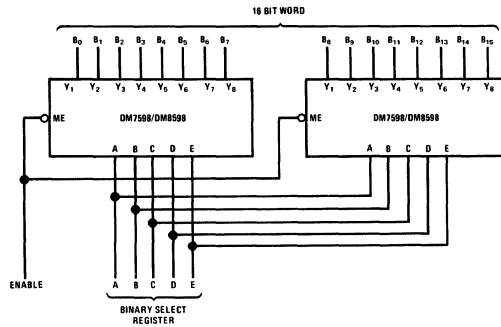 16 BIT WORD
B0 B1 B2 B3 B4 B5 B6 B7 B8 B9 B10 B11 B12 B13 B14 B15
Y1 Y2 Y3 Y4 Y5 Y6 Y7 Y8 Y1 Y2 Y3 Y4 Y5 Y6 Y7 Y8
ME DM7598/DM8598 ME DM7598/DM8598
A B C D E A B C D E
ENABLE A B C D E
BINARY SELECT
REGISTER